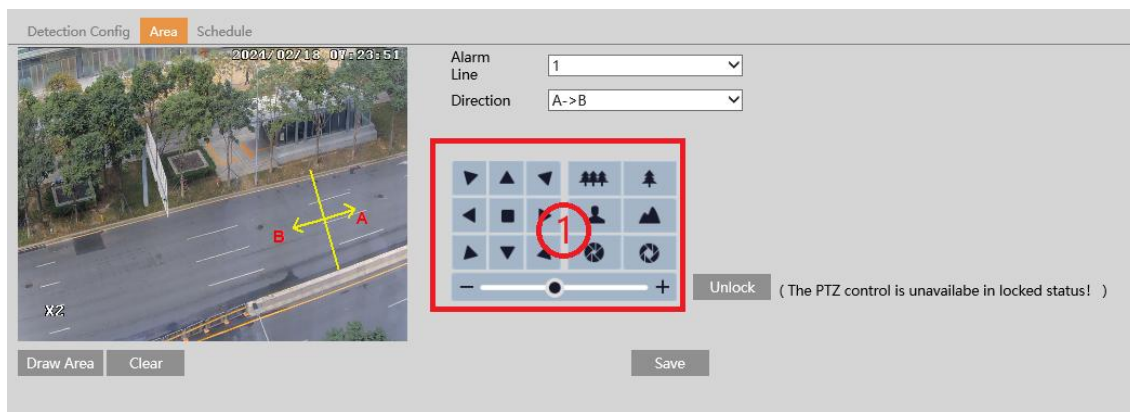 Detection Config Area Schedule
2024/02/18 07:23:51
Alarm
Line
1
Direction
A->B
A
B
1
X2
Unlock
( The PTZ control is unavailabe in locked status! )
Draw Area Clear
Save